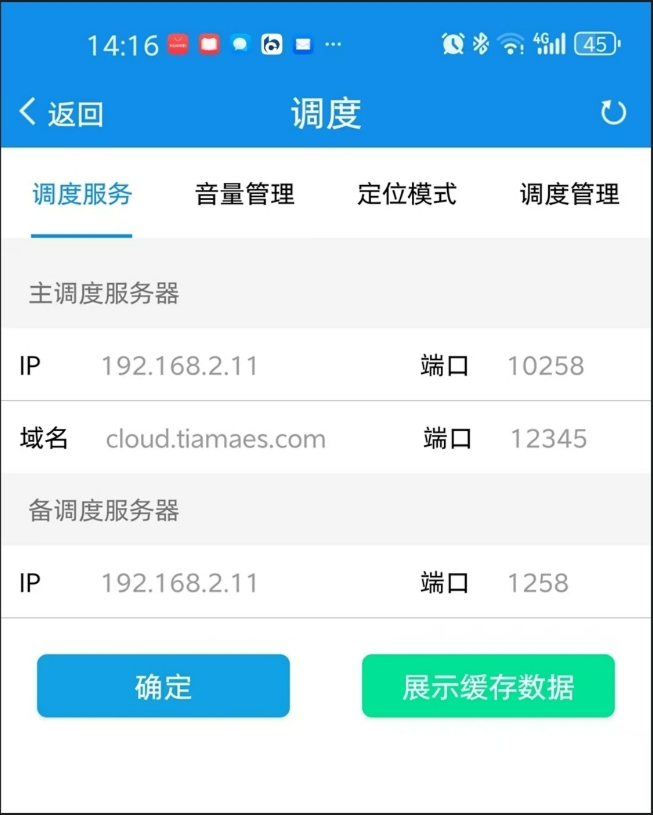 14:16 4G 45
返回 调度
调度服务 音量管理 定位模式 调度管理
主调度服务器
IP 192.168.2.11 端口 10258
域名 cloud.tiamaes.com 端口 12345
备调度服务器
IP 192.168.2.11 端口 1258
确定 展示缓存数据